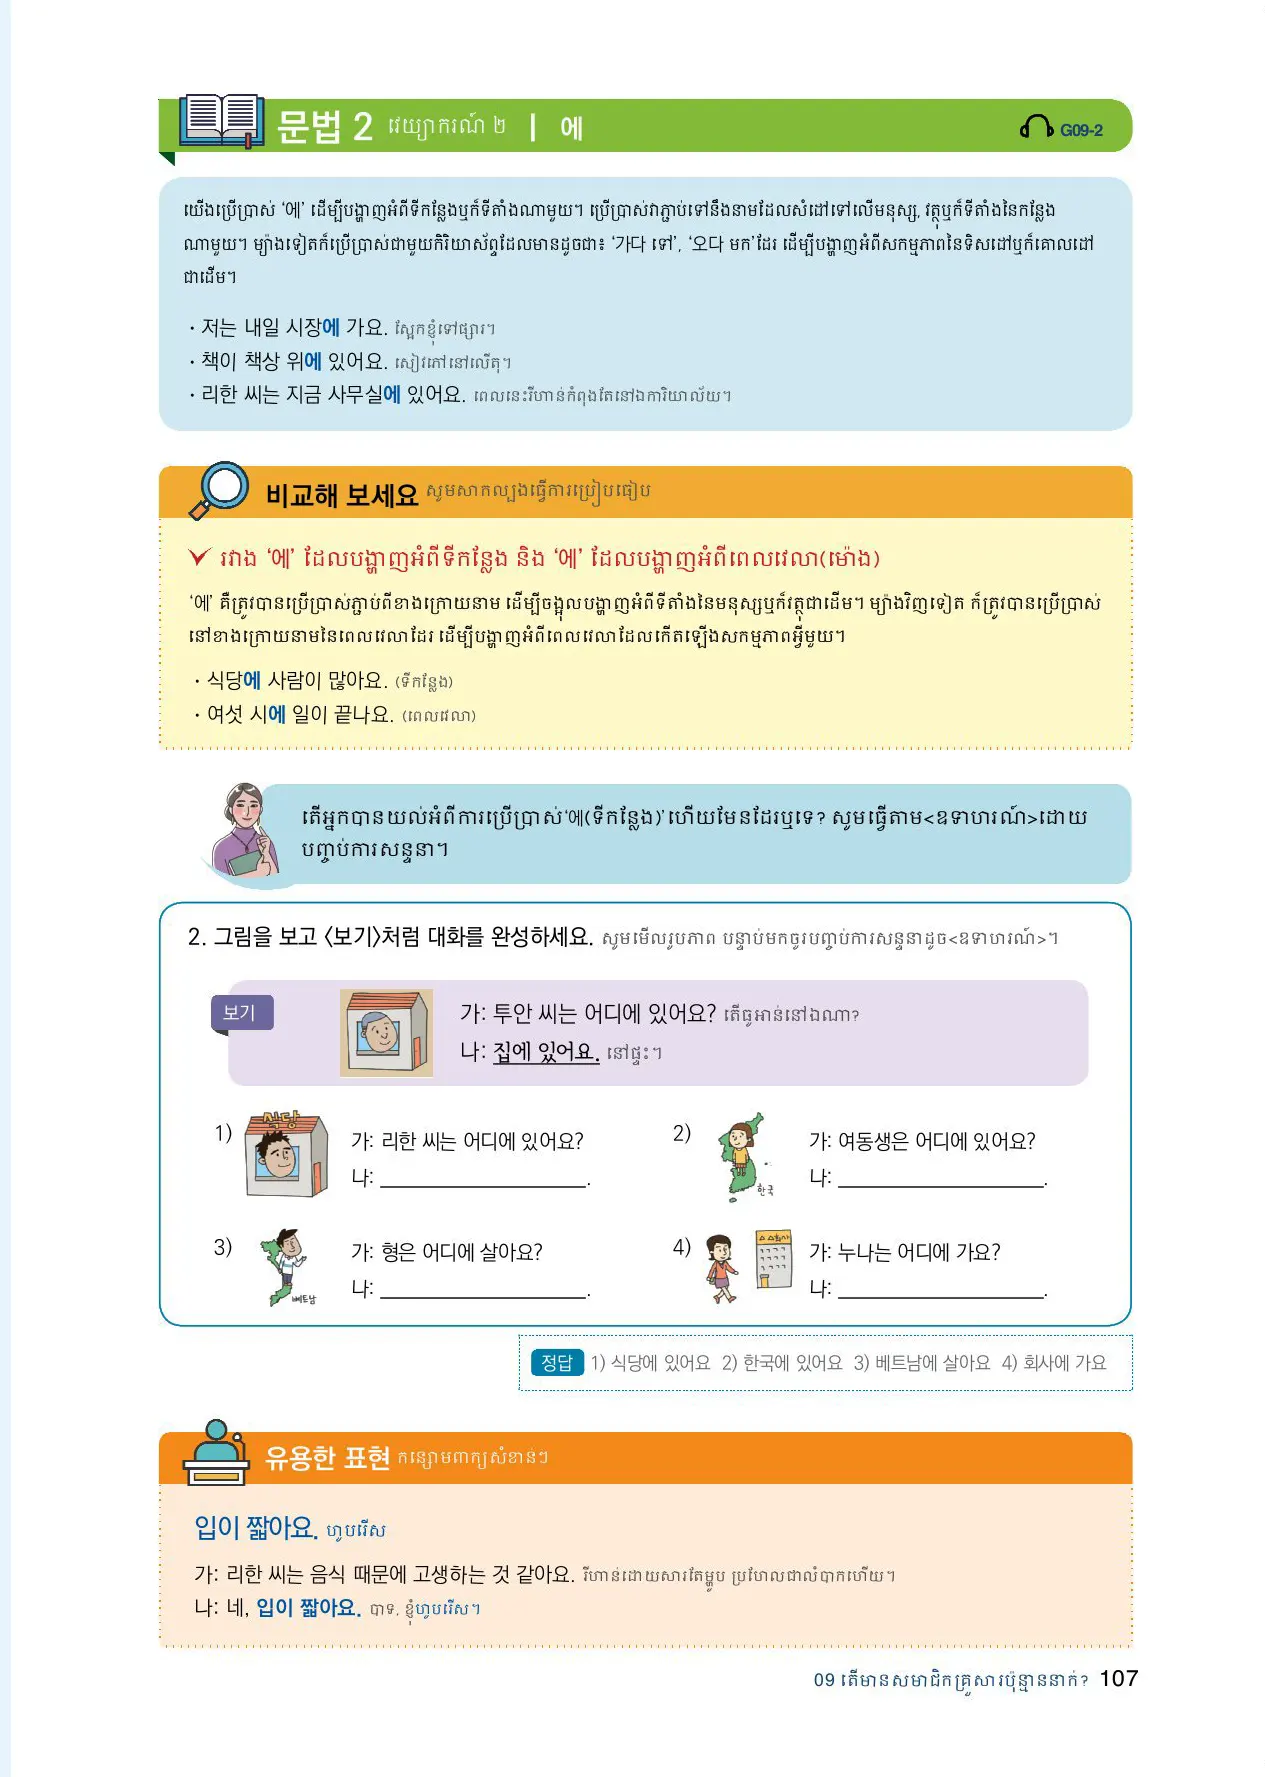 문법 2 វេយ្យាករណ៍ ២ | 에
G09-2
យើងប្រើប្រាស់ ‘에’ ដើម្បីបង្ហាញអំពីទីកន្លែងឬក៏ទីតាំងណាមួយ។ ប្រើប្រាស់វាភ្ជាប់ទៅនឹងនាមដែលសំដៅទៅលើមនុស្ស, វត្ថុឬក៏ទីតាំងនៃកន្លែង
ណាមួយ។ ម្យ៉ាងទៀតក៏ប្រើប្រាស់ជាមួយកិរិយាស័ព្ទដែលមានដូចជា៖ ‘가다 ទៅ’, ‘오다 មក’ដែរ ដើម្បីបង្ហាញអំពីសកម្មភាពនៃទិសដៅឬក៏គោលដៅ
ជាដើម។
• 저는 내일 시장에 가요. ស្អែកខ្ញុំទៅផ្សារ។
• 책이 책상 위에 있어요. សៀវភៅនៅលើតុ។
• 리한 씨는 지금 사무실에 있어요. ពេលនេះរីហាន់កំពុងតែនៅឯការិយាល័យ។
비교해 보세요 សូមសាកល្បងធ្វើការប្រៀបធៀប
រវាង ‘에’ ដែលបង្ហាញអំពីទីកន្លែង និង ‘에’ ដែលបង្ហាញអំពីពេលវេលា(ម៉ោង)
‘에’ គឺត្រូវបានប្រើប្រាស់ភ្ជាប់ពីខាងក្រោយនាម ដើម្បីចង្អុលបង្ហាញអំពីទីតាំងនៃមនុស្សឬក៏វត្ថុជាដើម។ ម្យ៉ាងវិញទៀត ក៏ត្រូវបានប្រើប្រាស់
នៅខាងក្រោយនាមនៃពេលវេលាដែរ ដើម្បីបង្ហាញអំពីពេលវេលាដែលកើតឡើងសកម្មភាពអ្វីមួយ។
• 식당에 사람이 많아요. (ទីកន្លែង)
• 여섯 시에 일이 끝나요. (ពេលវេលា)
តើអ្នកបានយល់អំពីការប្រើប្រាស់‘에(ទីកន្លែង)’ហើយមែនដែរឬទេ? សូមធ្វើតាម<ឧទាហរណ៍>ដោយ
បញ្ចប់ការសន្ទនា។
2. 그림을 보고 〈보기〉처럼 대화를 완성하세요. សូមមើលរូបភាព បន្ទាប់មកចូរបញ្ចប់ការសន្ទនាដូច<ឧទាហរណ៍>។
보기
가: 투안 씨는 어디에 있어요? តើធូអាន់នៅឯណា?
나: 집에 있어요. នៅផ្ទះ។
1)
식당
가: 리한 씨는 어디에 있어요?
나: ____________________.
2)
한국
가: 여동생은 어디에 있어요?
나: ____________________.
3)
베트남
가: 형은 어디에 살아요?
나: ____________________.
4)
△△회사
가: 누나는 어디에 가요?
나: ____________________.
정답 1) 식당에 있어요 2) 한국에 있어요 3) 베트남에 살아요 4) 회사에 가요
유용한 표현 កន្សោមពាក្យសំខាន់ៗ
입이 짧아요. ហូបរើស
가: 리한 씨는 음식 때문에 고생하는 것 같아요. រីហាន់ដោយសារតែម្ហូប ប្រហែលជាលំបាកហើយ។
나: 네, 입이 짧아요. បាទ, ខ្ញុំហូបរើស។
09 តើមានសមាជិកគ្រួសារប៉ុន្មាននាក់? 107